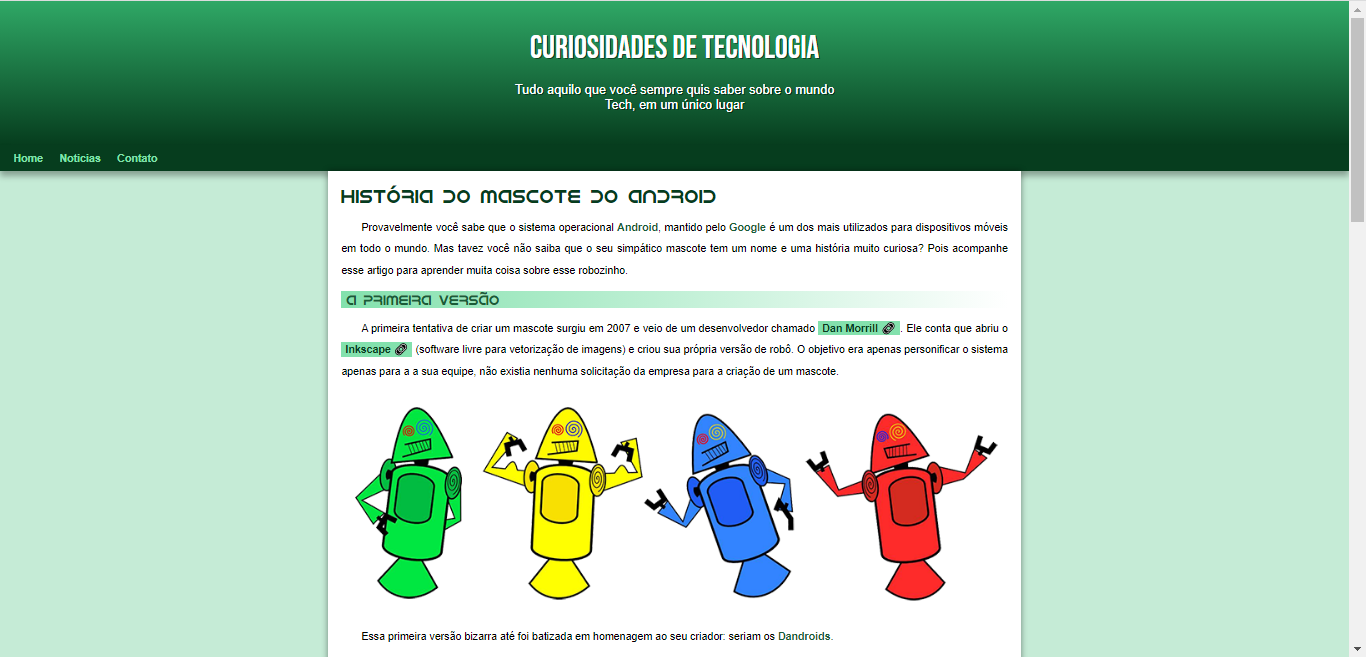 CURIOSIDADES DE TECNOLOGIA
Tudo aquilo que você sempre quis saber sobre o mundo
Tech, em um único lugar
Home Notícias Contato
HISTÓRIA DO MASCOTE DO ANDROID
Provavelmente você sabe que o sistema operacional Android, mantido pelo Google é um dos mais utilizados para dispositivos móveis
em todo o mundo. Mas tavez você não saiba que o seu simpático mascote tem um nome e uma história muito curiosa? Pois acompanhe
esse artigo para aprender muita coisa sobre esse robozinho.
A PRIMEIRA VERSÃO
A primeira tentativa de criar um mascote surgiu em 2007 e veio de um desenvolvedor chamado Dan Morrill. Ele conta que abriu o
Inkscape (software livre para vetorização de imagens) e criou sua própria versão de robô. O objetivo era apenas personificar o sistema
apenas para a a sua equipe, não existia nenhuma solicitação da empresa para a criação de um mascote.
Essa primeira versão bizarra até foi batizada em homenagem ao seu criador: seriam os Dandroids.